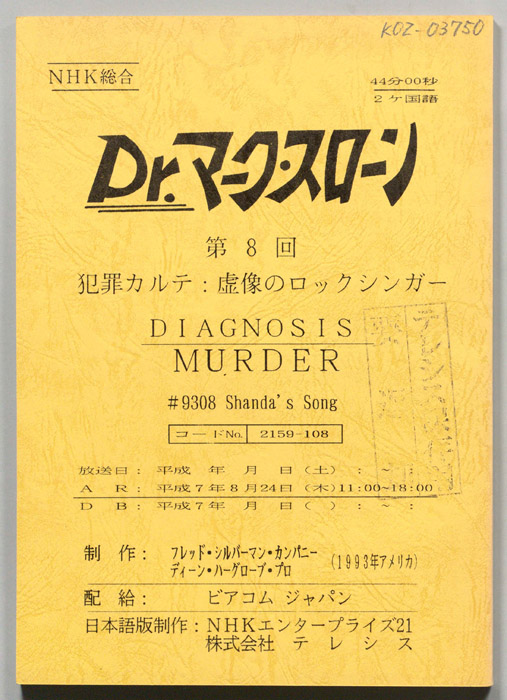 KOZ-03750
NHK総合
44分00秒
2ヶ国語
Dr.マーク・スローン
第 8 回
犯罪カルテ：虚像のロックシンガー
DIAGNOSIS
MURDER
#9308 Shanda's Song
コードNo. 2159-108
放送日： 平成 年 月 日（土） ： ～ ：
A R： 平成7年8月24日（木）11:00~18:00
D B： 平成7年 月 日（ ） ： ～ ：
制 作： フレッド・シルバーマン・カンパニー
ディーン・ハーグローブ・プロ
（1993年アメリカ）
配 給： ビアコム ジャパン
日本語版制作：NHKエンタープライズ21
株式会社 テレシス